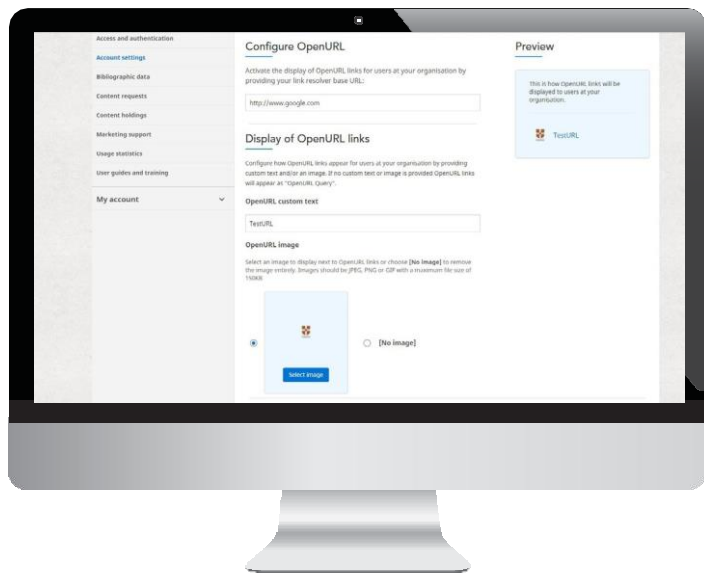 Access and authentication
Account settings
Bibliographic data
Content requests
Content holdings
Marketing support
Usage statistics
User guides and training
My account
Configure OpenURL
Activate the display of OpenURL links for users at your organisation by
providing your link resolver base URL:
http://www.google.com
Display of OpenURL links
Configure how OpenURL links appear for users at your organisation by providing
custom text and/or an image. If no custom text or image is provided OpenURL links
will appear as "OpenURL Query".
OpenURL custom text
TestURL
OpenURL image
Select an image to display next to OpenURL links or choose [No image] to remove
the image entirely. Images should be JPEG, PNG or GIF with a maximum file size of
150KB
Select image
[No image]
Preview
This is how OpenURL links will be
displayed to users at your
organisation.
TestURL